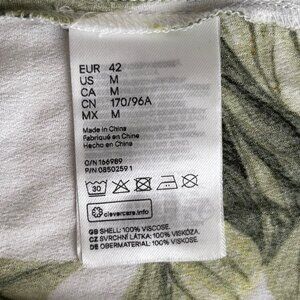 EUR 42
US M
CA M
CN 170/96A
MX M
Made in China
Fabriqué en Chine
Hecho en China
O/N 166989
P/N 08502591
30
clevercare.info
GB SHELL: 100% VISCOSE.
CZ SVRCHNÍ LÁTKA: 100% VISKÓZA.
DE OBERMATERIAL: 100% VISKOSE.